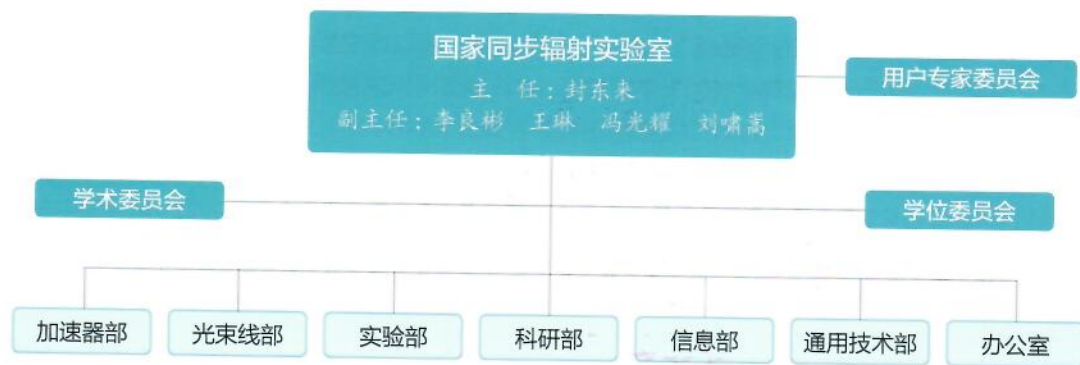 国家同步辐射实验室
主 任：封东来
副主任：李良彬 王琳 冯光耀 刘啸嵩
用户专家委员会
学术委员会
学位委员会
加速器部
光束线部
实验部
科研部
信息部
通用技术部
办公室